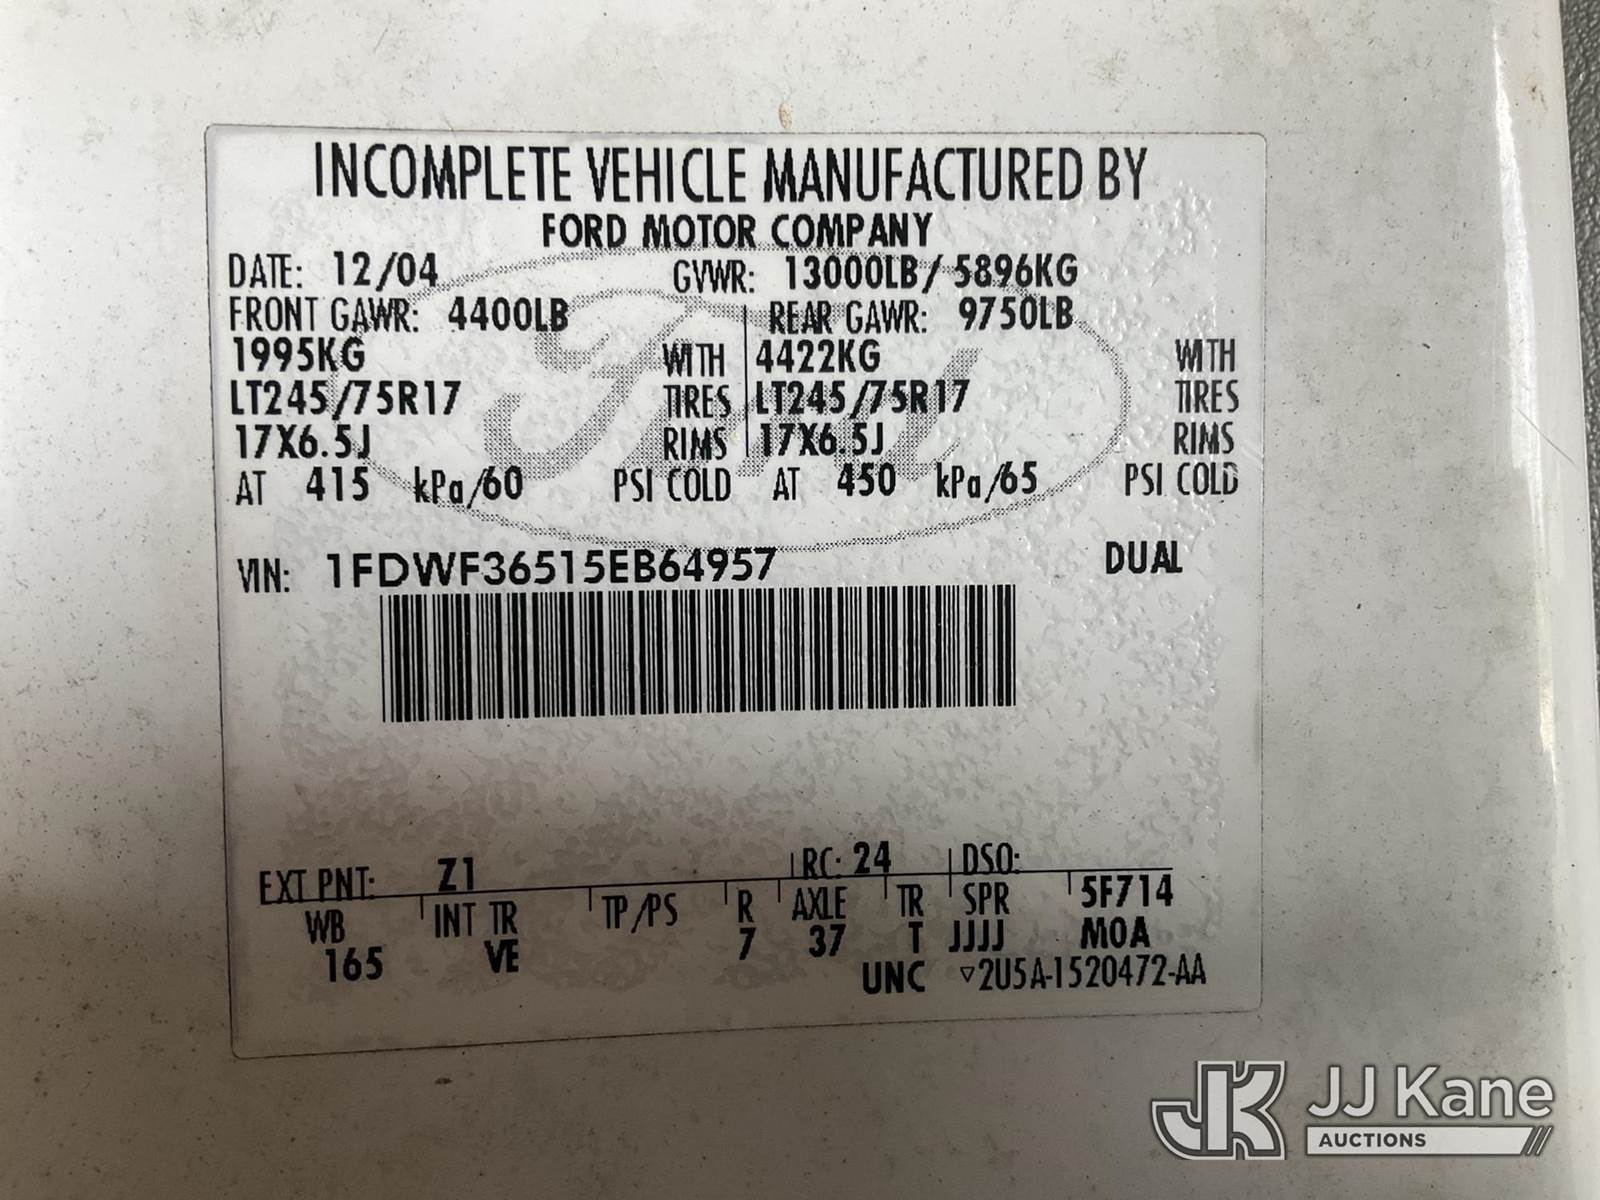 INCOMPLETE VEHICLE MANUFACTURED BY
FORD MOTOR COMPANY
DATE: 12/04 GVWR: 13000LB/ 5896KG
FRONT GAWR: 4400LB REAR GAWR: 9750LB
1995KG WITH 4422KG WITH
LT245/75R17 TIRES LT245/75R17 TIRES
17X6.5J RIMS 17X6.5J RIMS
AT 415 kPa/60 PSI COLD AT 450 kPa/65 PSI COLD
VIN: 1FDWF36515EB64957 DUAL
EXT PNT: Z1 RC: 24 DSO:
WB INT TR TP/PS R AXLE TR SPR 5F714
165 VE 7 37 T JJJJ M0A
UNC ▿2U5A-1520472-AA
JK JJ Kane
AUCTIONS